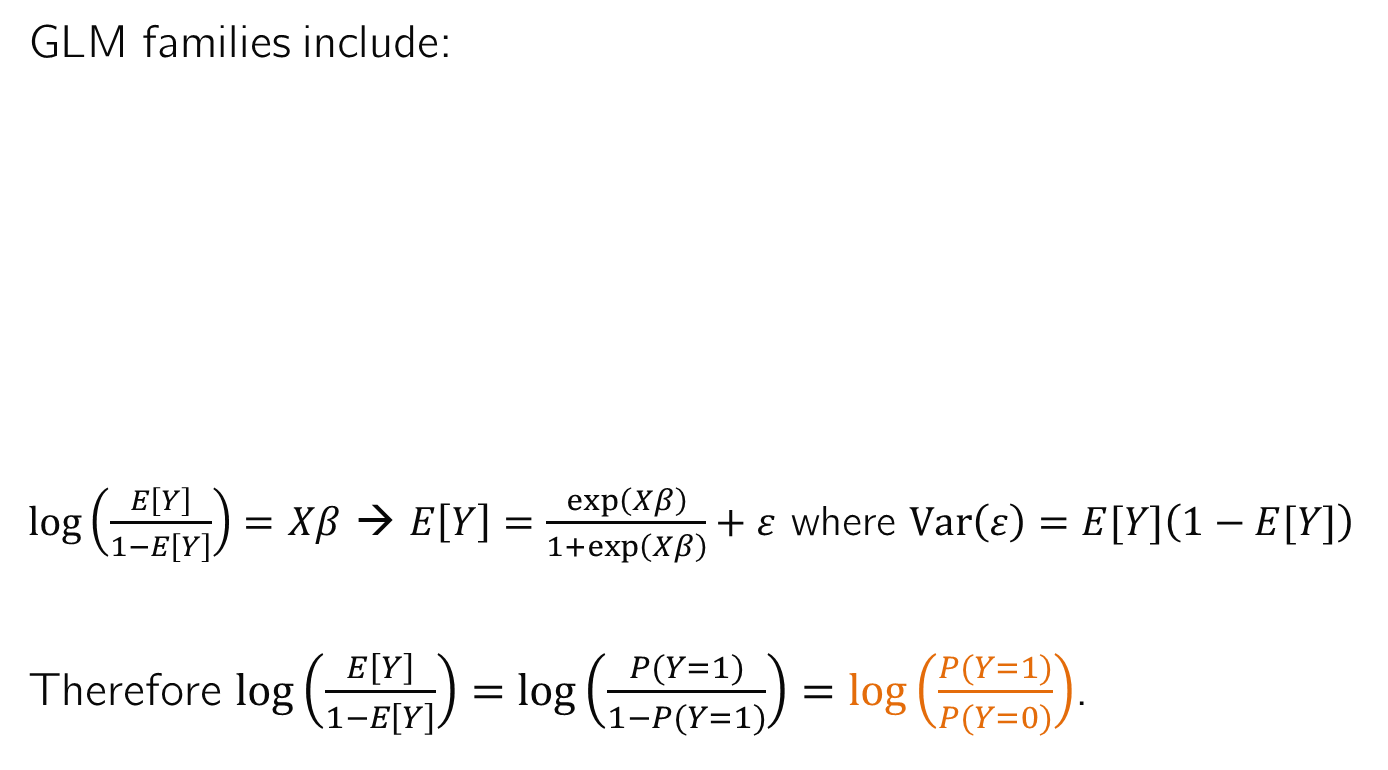 GLM families include:
log(E[Y]/(1−E[Y])) = Xβ → E[Y] = exp(Xβ)/(1+exp(Xβ)) + ε where Var(ε) = E[Y](1 − E[Y])
Therefore log(E[Y]/(1−E[Y])) = log(P(Y=1)/(1−P(Y=1))) = log(P(Y=1)/P(Y=0)).